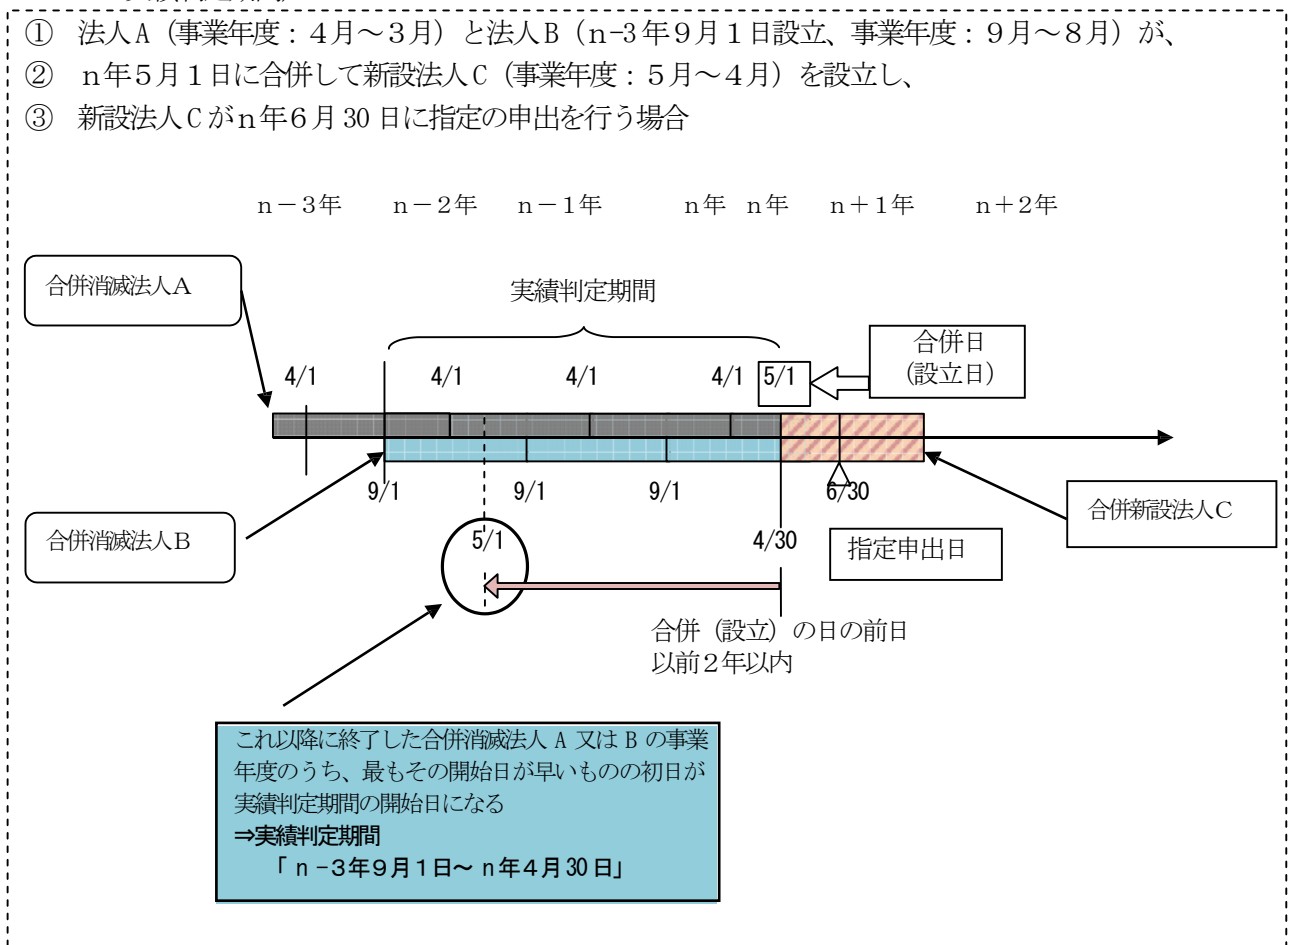 ① 法人A（事業年度：４月～３月）と法人B（n-3年９月１日設立、事業年度：９月～８月）が、
② ｎ年５月１日に合併して新設法人C（事業年度：５月～４月）を設立し、
③ 新設法人Cがｎ年６月30日に指定の申出を行う場合
ｎ－３年 ｎ－２年 ｎ－１年 ｎ年 ｎ年 ｎ＋１年 ｎ＋２年
合併消滅法人A
実績判定期間
合併日
（設立日）
4/1 4/1 4/1 4/1 5/1
9/1 9/1 9/1 6/30
合併新設法人C
合併消滅法人B
5/1 4/30
指定申出日
合併（設立）の日の前日
以前２年以内
これ以降に終了した合併消滅法人 A 又は B の事業
年度のうち、最もその開始日が早いものの初日が
実績判定期間の開始日になる
⇒実績判定期間
「ｎ-３年９月１日～ｎ年４月30日」